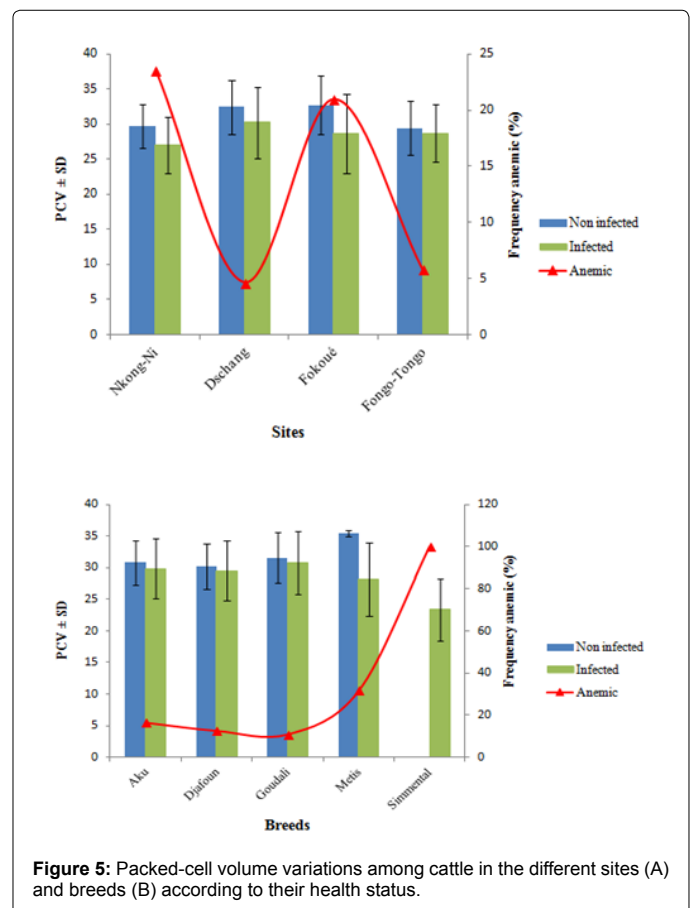 40
35
30
25
20
15
10
5
0
PCV ± SD
25
20
15
10
5
0
Frequency anemic (%)
Non infected
Infected
Anemic
Nkong-Ni
Dschang
Fokoué
Fongo-Tongo
Sites
40
35
30
25
20
15
10
5
0
PCV ± SD
120
100
80
60
40
20
0
Frequency anemic (%)
Non infected
Infected
Anemic
Aku
Djafoun
Goudali
Metis
Simmental
Breeds
Figure 5: Packed-cell volume variations among cattle in the different sites (A)
and breeds (B) according to their health status.